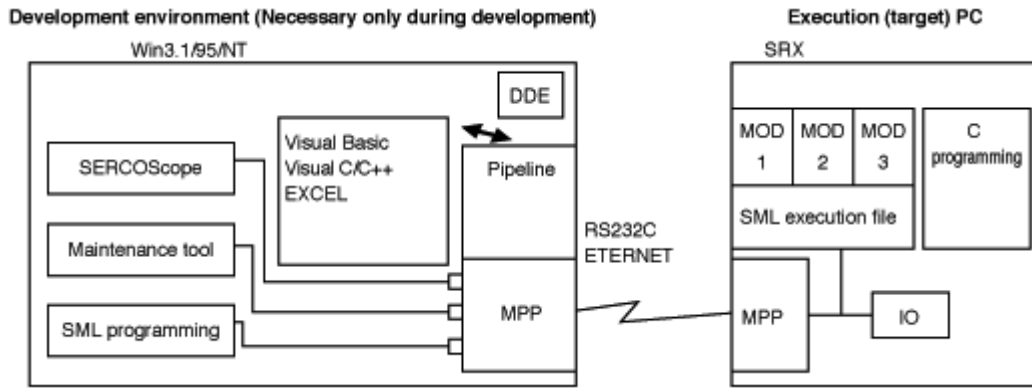 Development environment (Necessary only during development)
Execution (target) PC
Win3.1/95/NT
SRX
DDE
Visual Basic
Visual C/C++
EXCEL
Pipeline
SERCOScope
Maintenance tool
SML programming
MPP
RS232C
ETERNET
MOD
1
MOD
2
MOD
3
C
programming
SML execution file
MPP
IO